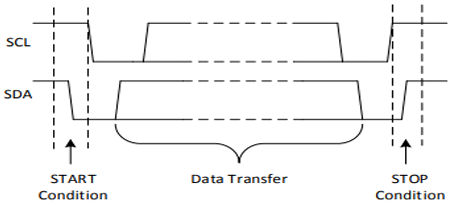 SCL
SDA
START
Condition
Data Transfer
STOP
Condition